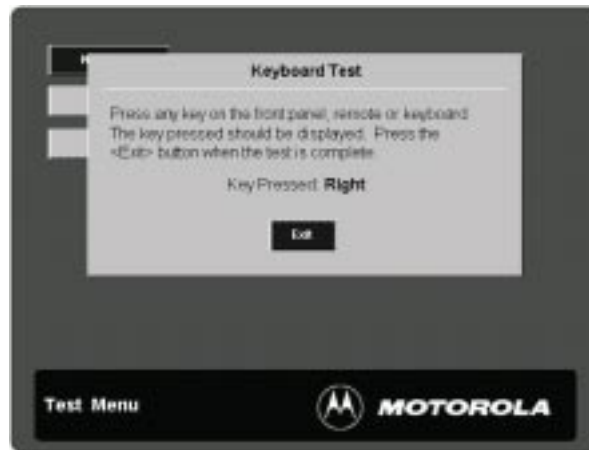 Keyboard Test
Press any key on the front panel, remote or keyboard
The key pressed should be displayed. Press the
<Exit> button when the test is complete.
Key Pressed: Right
Exit
Test Menu
MOTOROLA